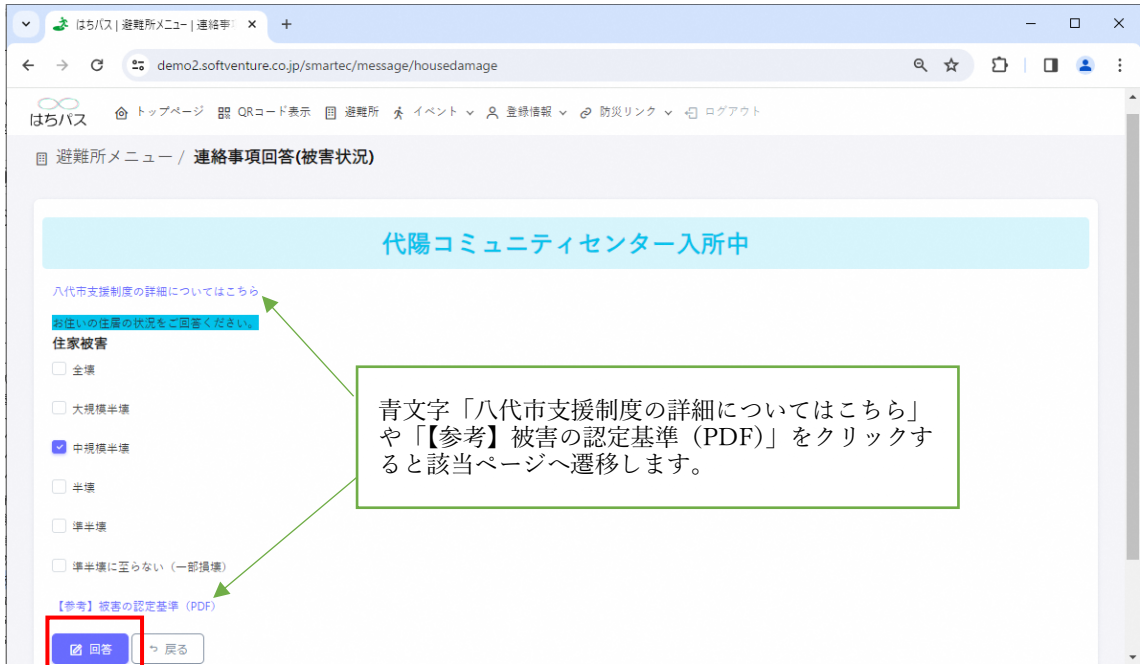 はちパス | 避難所メニュー | 連絡事
demo2.softventure.co.jp/smartec/message/housedamage
はちパス トップページ QRコード表示 避難所 イベント 登録情報 防災リンク ログアウト
避難所メニュー / 連絡事項回答(被害状況)
代陽コミュニティセンター入所中
八代市支援制度の詳細についてはこちら
お住いの住居の状況をご回答ください。
住家被害
全壊
大規模半壊
中規模半壊
半壊
準半壊
準半壊に至らない（一部損壊）
【参考】被害の認定基準（PDF）
回答 戻る
青文字「八代市支援制度の詳細についてはこちら」
や「【参考】被害の認定基準（PDF）」をクリックす
ると該当ページへ遷移します。